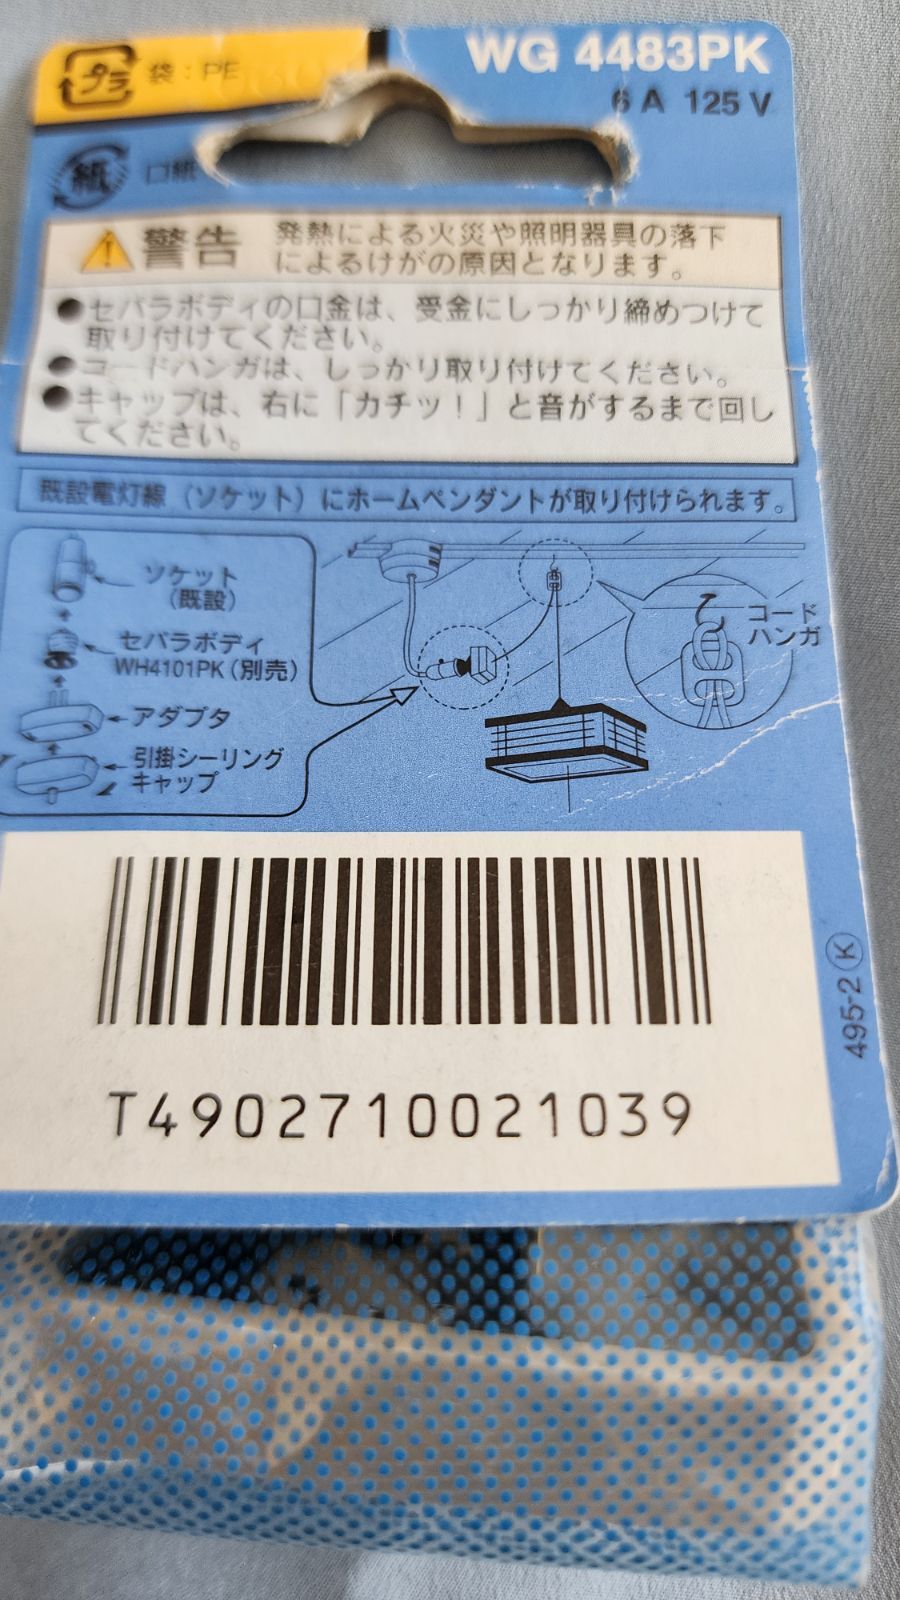 WG 4483PK
6 A 125 V
プラ 袋：PE
紙 口紙
警告 発熱による火災や照明器具の落下
によるけがの原因となります。
●セパラボディの口金は、受金にしっかり締めつけて
取り付けてください。
●コードハンガは、しっかり取り付けてください。
●キャップは、右に「カチッ！」と音がするまで回し
てください。
既設電灯線（ソケット）にホームペンダントが取り付けられます。
ソケット
（既設）
セパラボディ
WH4101PK（別売）
アダプタ
引掛シーリング
キャップ
コード
ハンガ
495-2 Ⓚ
T4902710021039